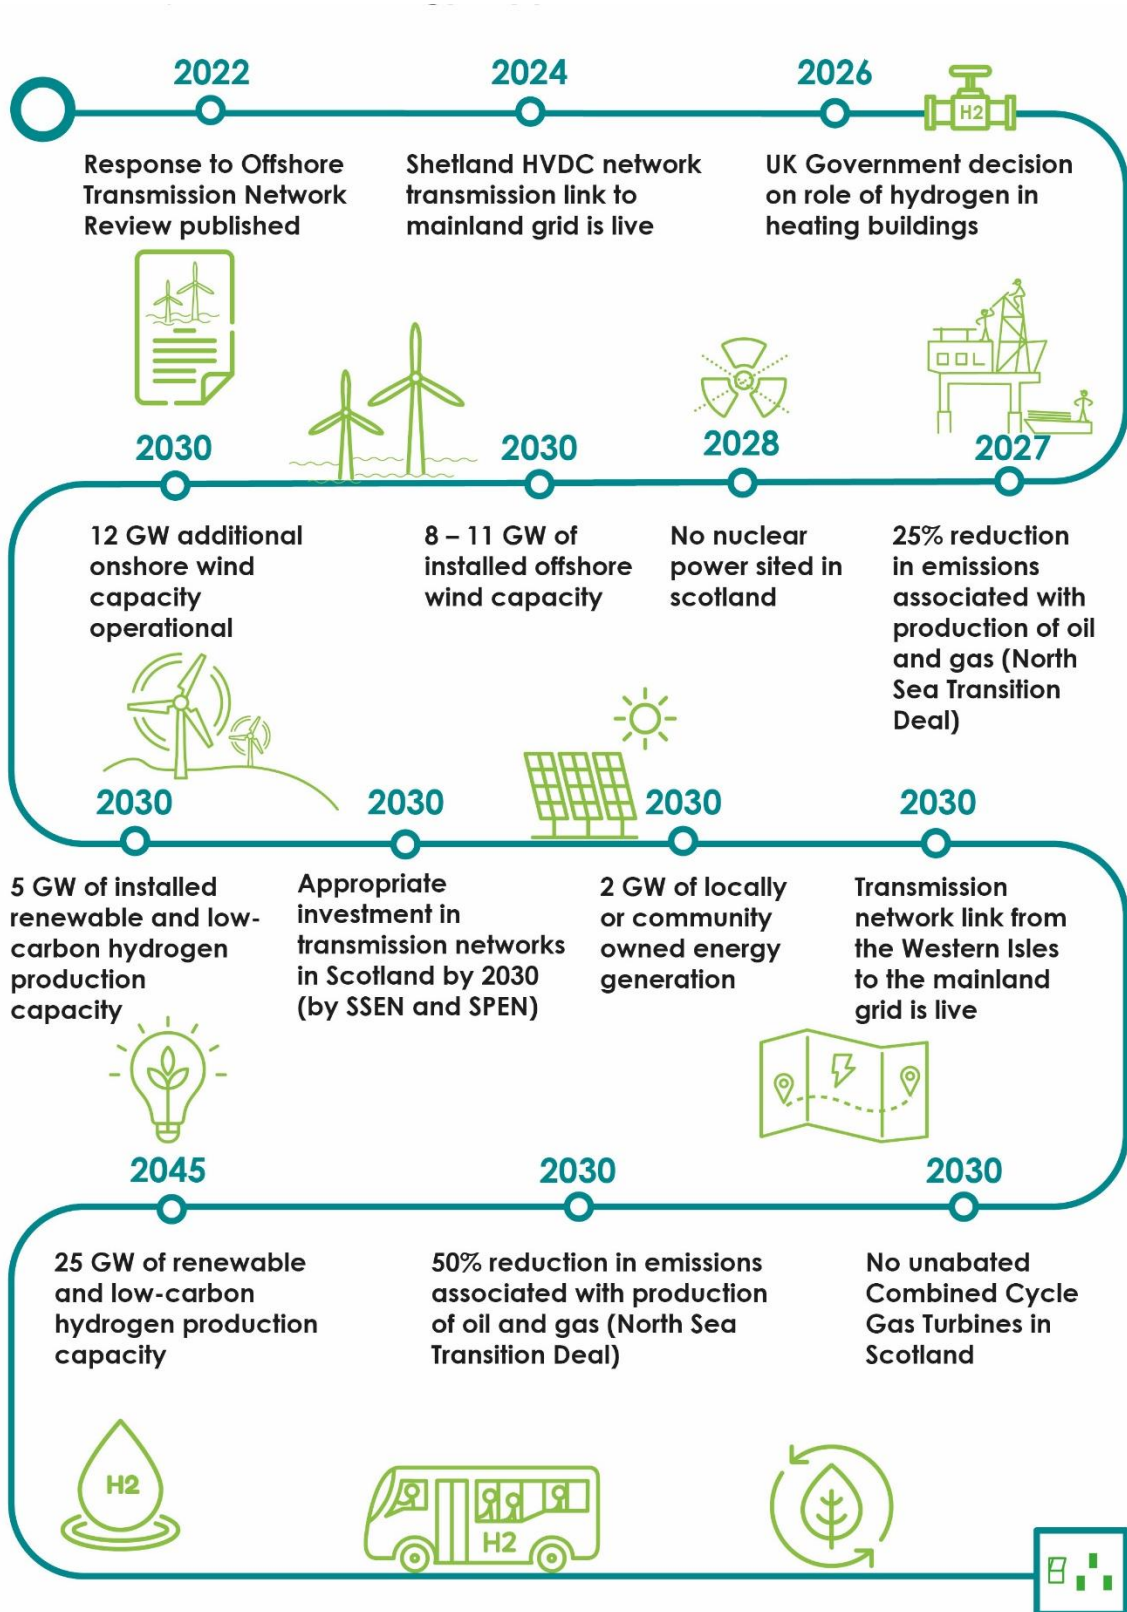 2022
Response to Offshore
Transmission Network
Review published
2024
Shetland HVDC network
transmission link to
mainland grid is live
2026
UK Government decision
on role of hydrogen in
heating buildings
H2
2027
25% reduction
in emissions
associated with
production of oil
and gas (North
Sea Transition
Deal)
2028
No nuclear
power sited in
scotland
2030
8 – 11 GW of
installed offshore
wind capacity
2030
12 GW additional
onshore wind
capacity
operational
2030
5 GW of installed
renewable and low-
carbon hydrogen
production
capacity
2030
Appropriate
investment in
transmission networks
in Scotland by 2030
(by SSEN and SPEN)
2030
2 GW of locally
or community
owned energy
generation
2030
Transmission
network link from
the Western Isles
to the mainland
grid is live
2030
No unabated
Combined Cycle
Gas Turbines in
Scotland
2030
50% reduction in emissions
associated with production
of oil and gas (North Sea
Transition Deal)
2045
25 GW of renewable
and low-carbon
hydrogen production
capacity
H2
H2